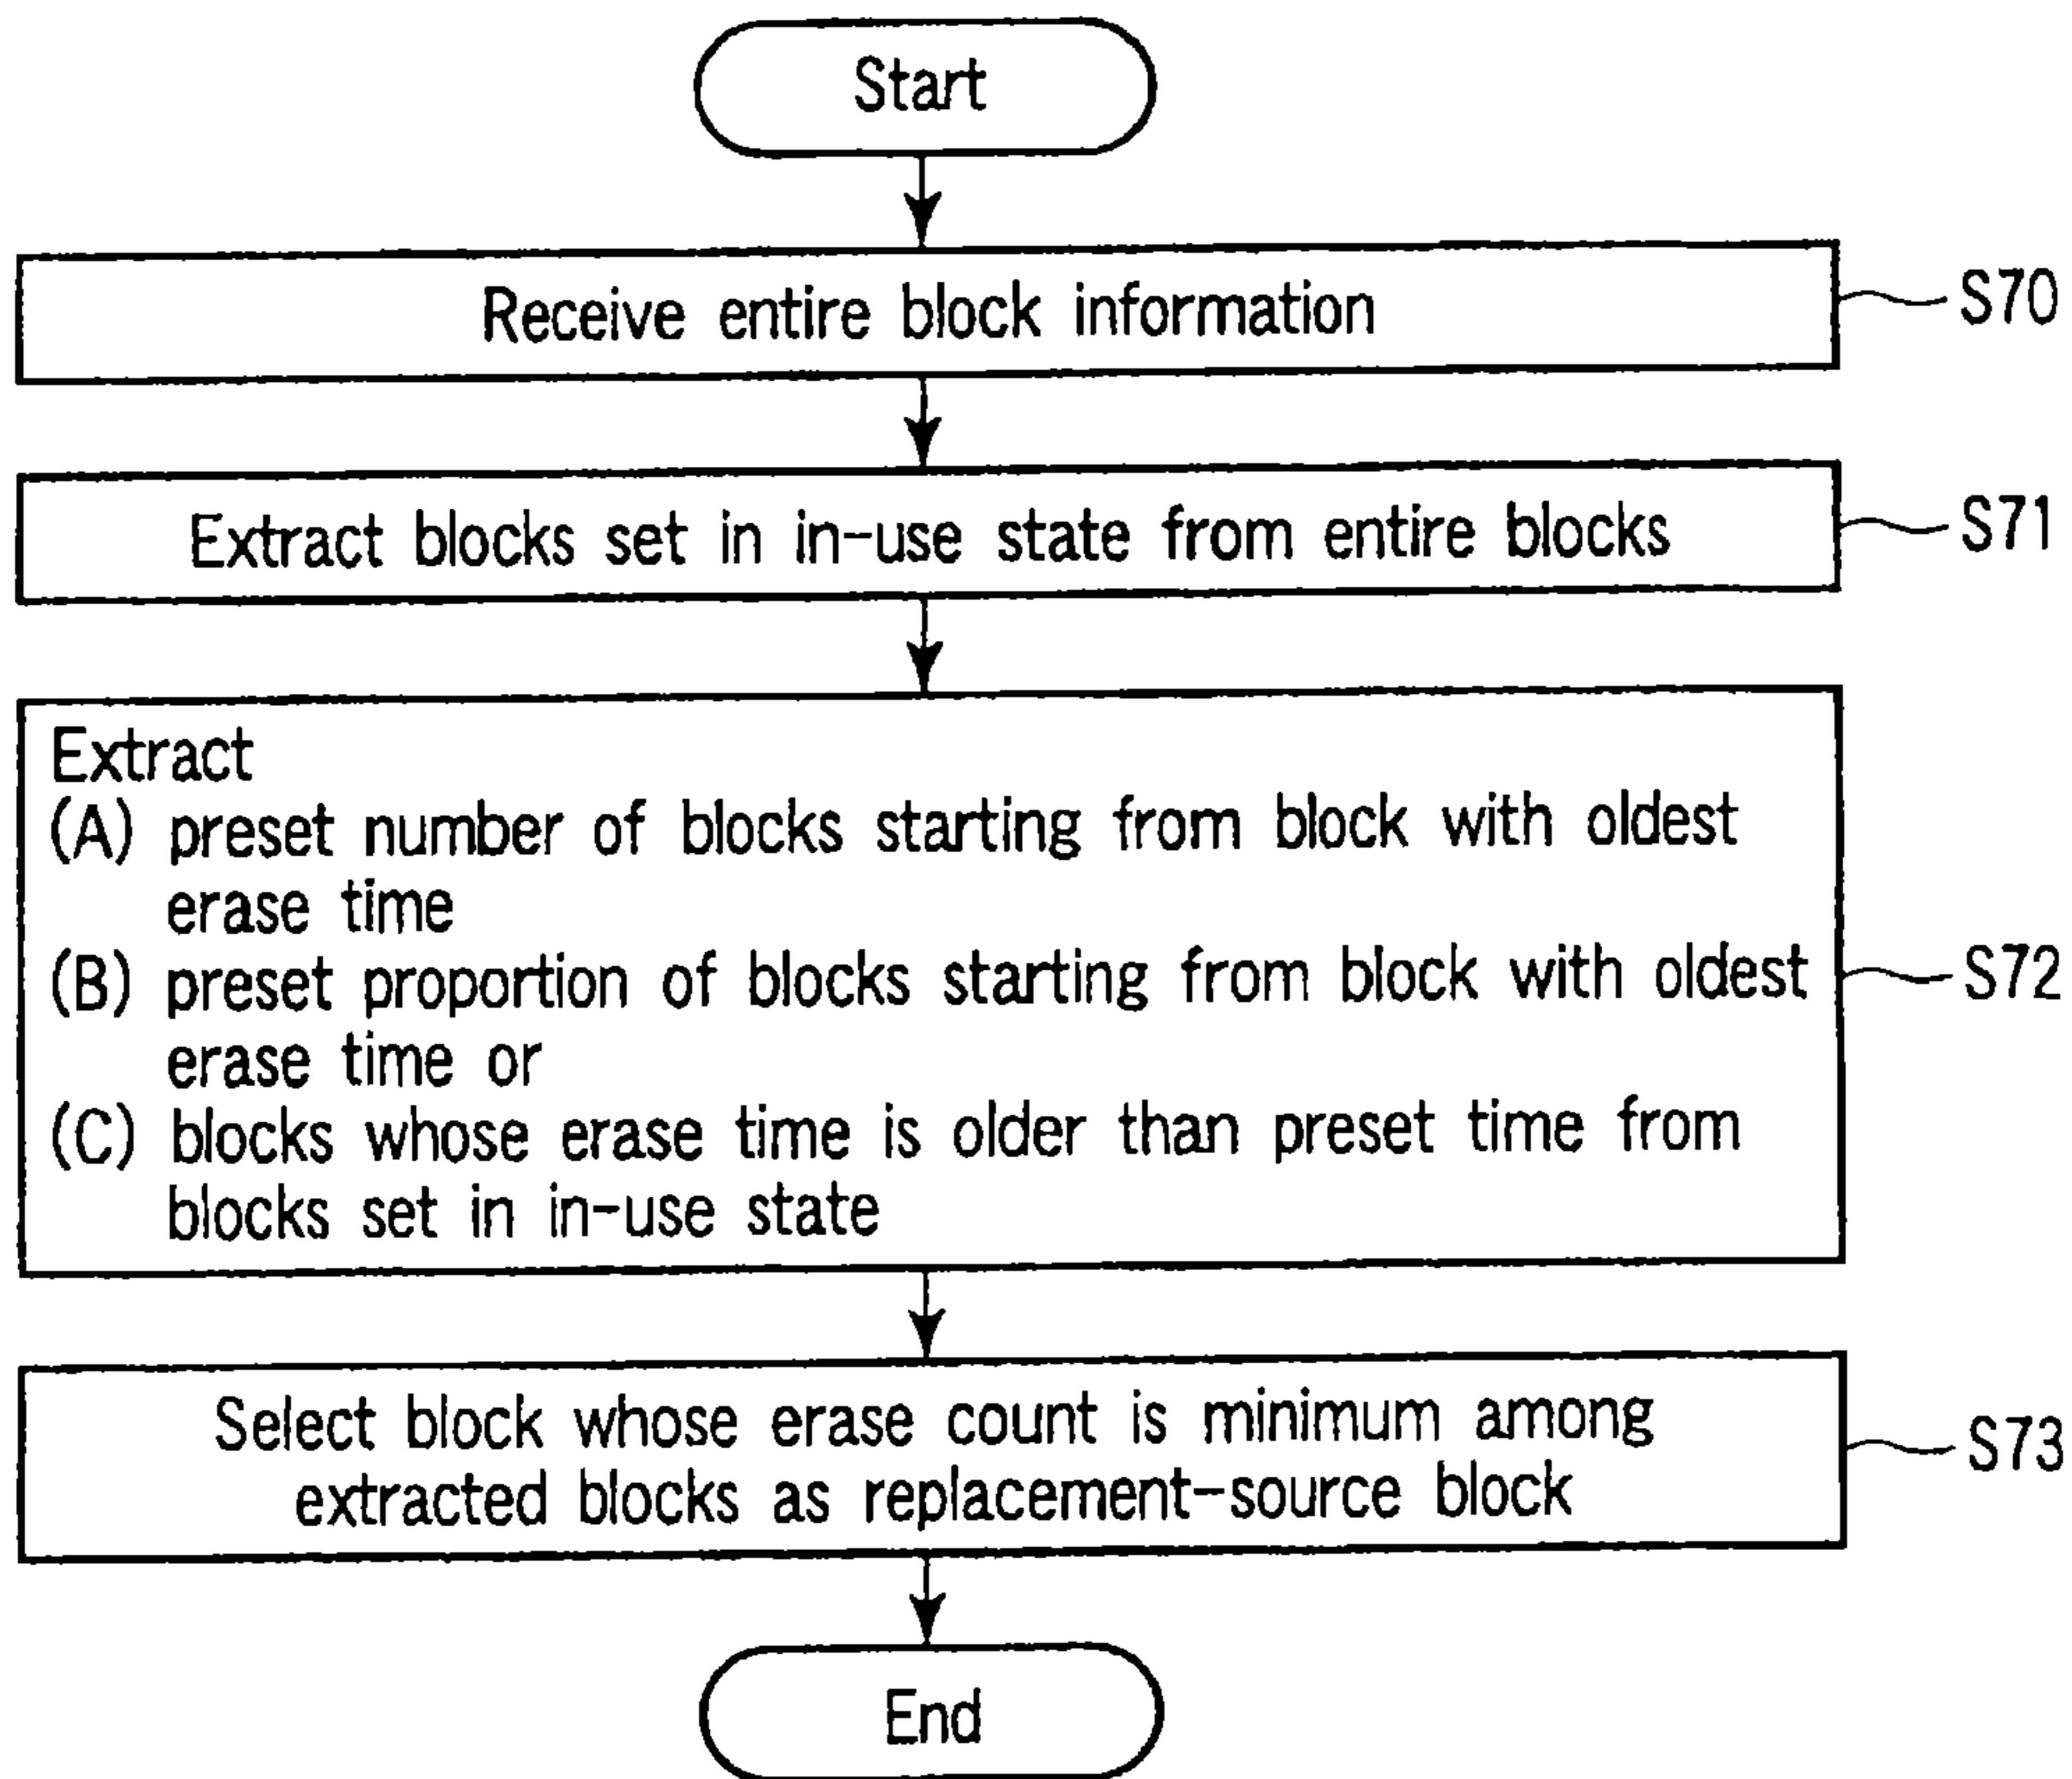 Start
Receive entire block information
S70
Extract blocks set in in-use state from entire blocks
S71
Extract
(A) preset number of blocks starting from block with oldest
erase time
(B) preset proportion of blocks starting from block with oldest
erase time or
(C) blocks whose erase time is older than preset time from
blocks set in in-use state
S72
Select block whose erase count is minimum among
extracted blocks as replacement-source block
S73
End